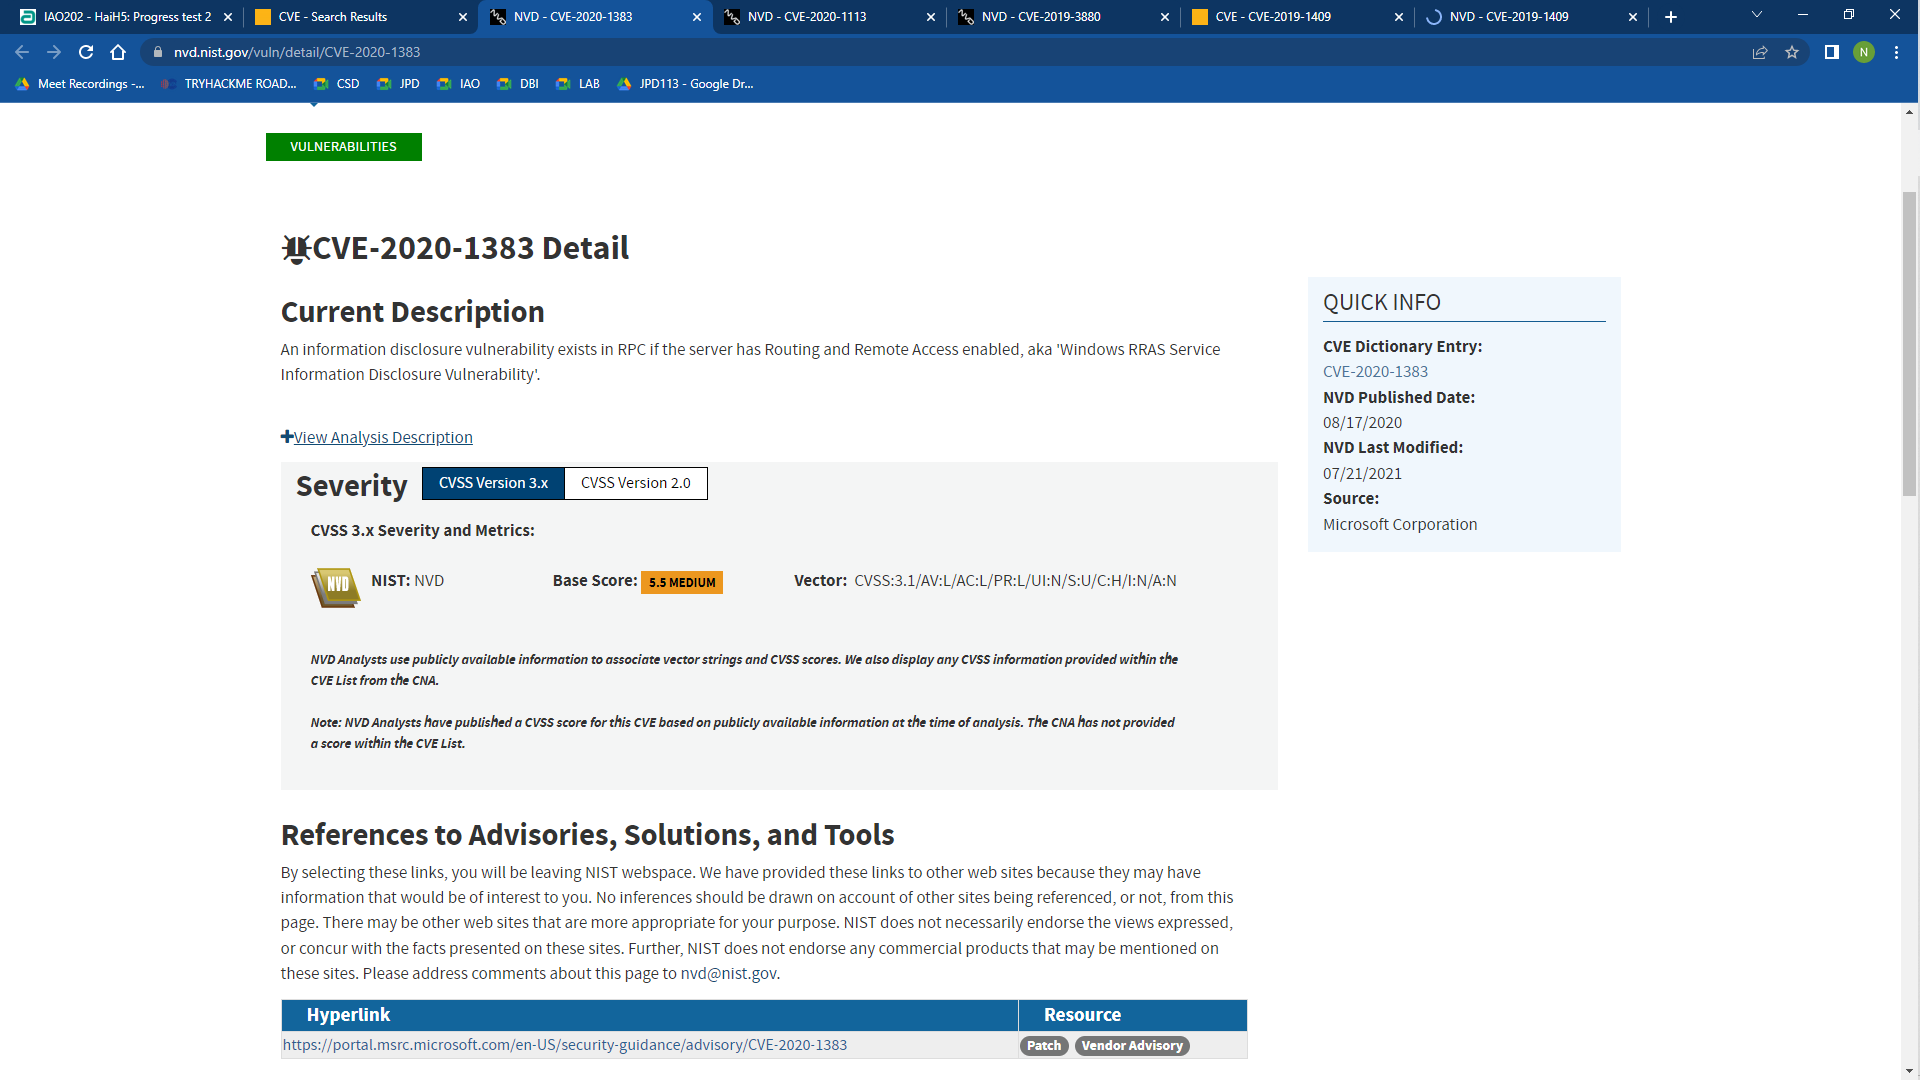 IAO202 - HaiH5: Progress test 2
CVE - Search Results
NVD - CVE-2020-1383
NVD - CVE-2020-1113
NVD - CVE-2019-3880
CVE - CVE-2019-1409
NVD - CVE-2019-1409
nvd.nist.gov/vuln/detail/CVE-2020-1383
N
Meet Recordings -...
TRYHACKME ROAD...
CSD
JPD
IAO
DBI
LAB
JPD113 - Google Dr...
VULNERABILITIES
CVE-2020-1383 Detail
Current Description
An information disclosure vulnerability exists in RPC if the server has Routing and Remote Access enabled, aka 'Windows RRAS Service
Information Disclosure Vulnerability'.
View Analysis Description
Severity
CVSS Version 3.x
CVSS Version 2.0
CVSS 3.x Severity and Metrics:
NVD
NIST: NVD
Base Score: 5.5 MEDIUM
Vector: CVSS:3.1/AV:L/AC:L/PR:L/UI:N/S:U/C:H/I:N/A:N
NVD Analysts use publicly available information to associate vector strings and CVSS scores. We also display any CVSS information provided within the
CVE List from the CNA.
Note: NVD Analysts have published a CVSS score for this CVE based on publicly available information at the time of analysis. The CNA has not provided
a score within the CVE List.
References to Advisories, Solutions, and Tools
By selecting these links, you will be leaving NIST webspace. We have provided these links to other web sites because they may have
information that would be of interest to you. No inferences should be drawn on account of other sites being referenced, or not, from this
page. There may be other web sites that are more appropriate for your purpose. NIST does not necessarily endorse the views expressed,
or concur with the facts presented on these sites. Further, NIST does not endorse any commercial products that may be mentioned on
these sites. Please address comments about this page to nvd@nist.gov.
Hyperlink
Resource
https://portal.msrc.microsoft.com/en-US/security-guidance/advisory/CVE-2020-1383
Patch
Vendor Advisory
QUICK INFO
CVE Dictionary Entry:
CVE-2020-1383
NVD Published Date:
08/17/2020
NVD Last Modified:
07/21/2021
Source:
Microsoft Corporation